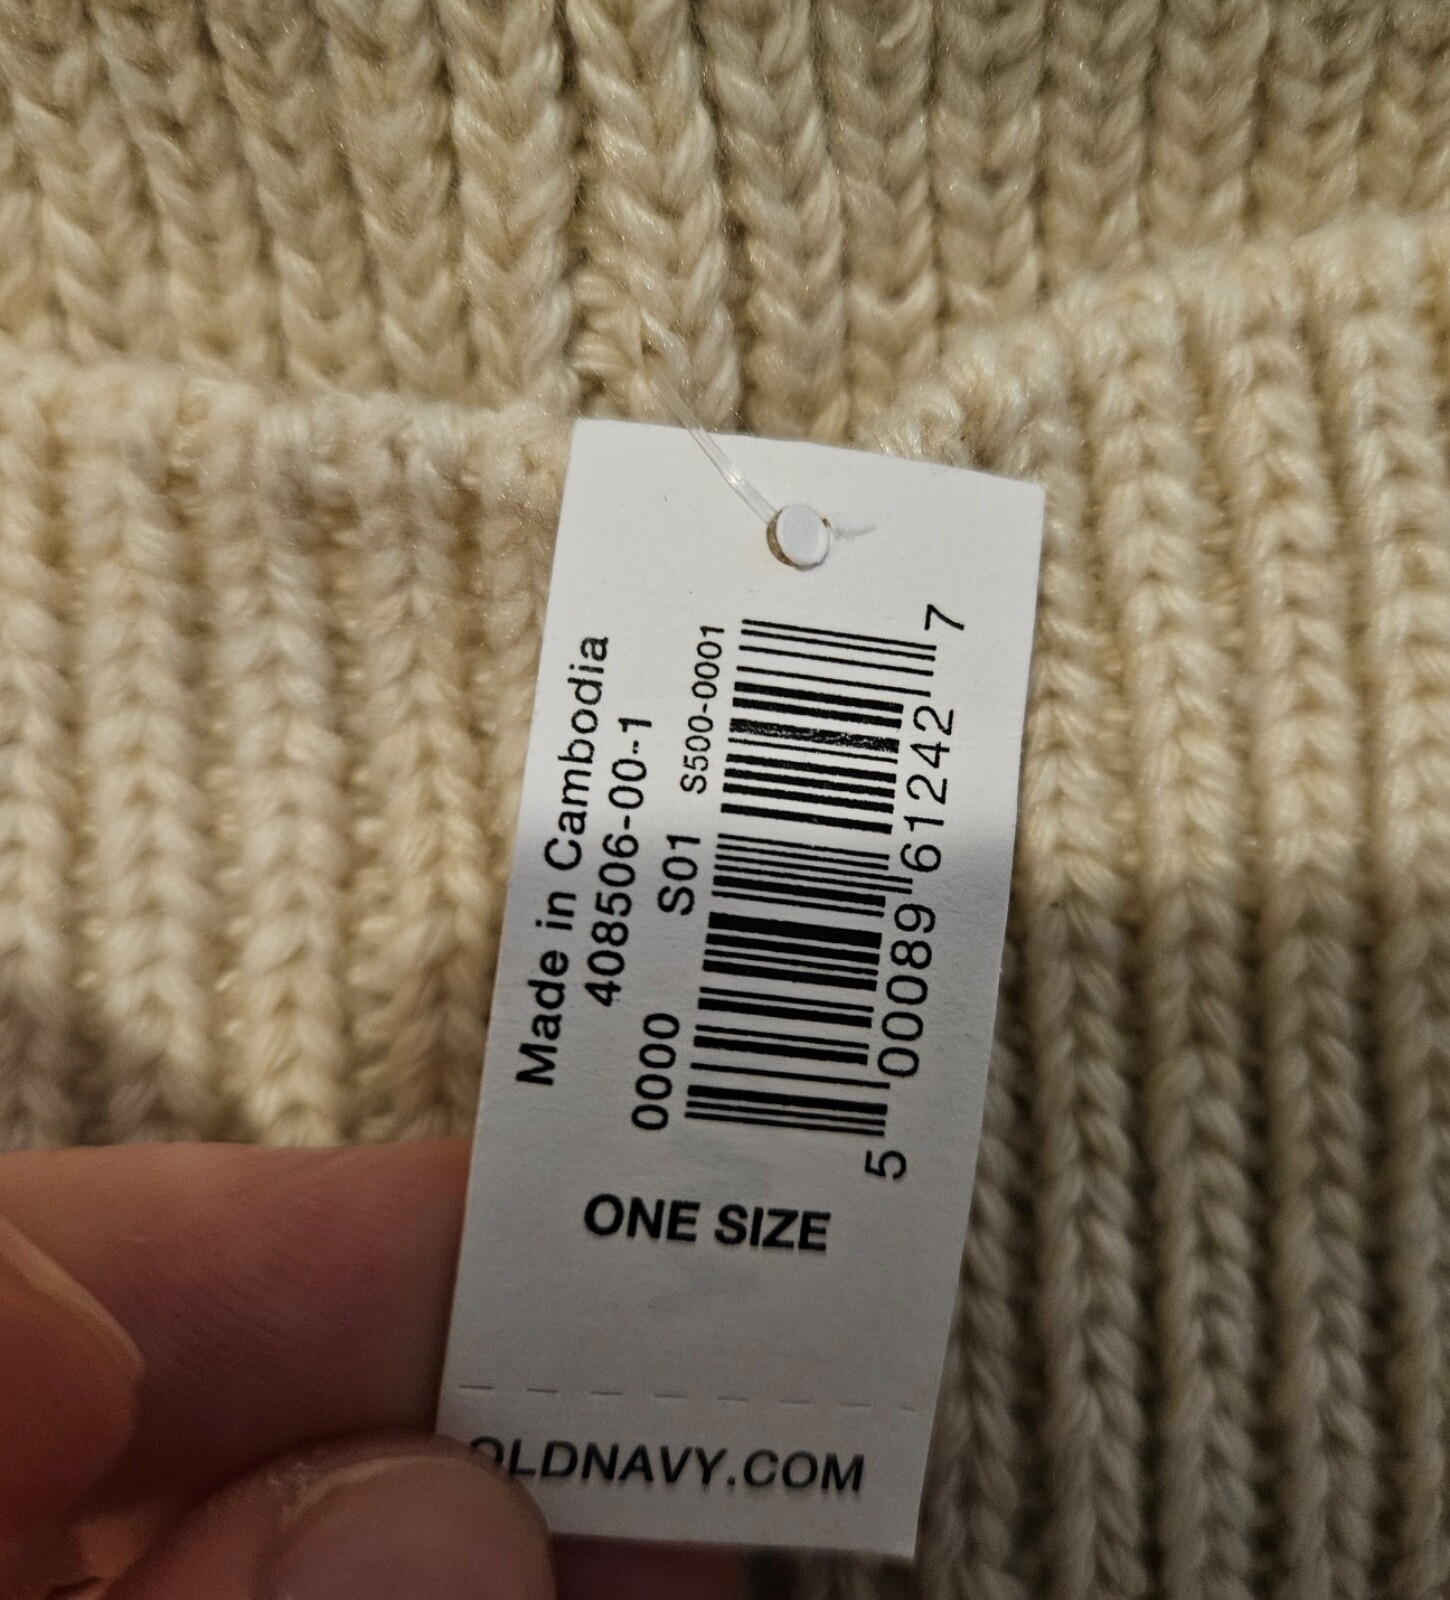 Made in Cambodia
408506-00-1
0000 S01 S500-0001
5 00089 61242 7
ONE SIZE
OLDNAVY.COM